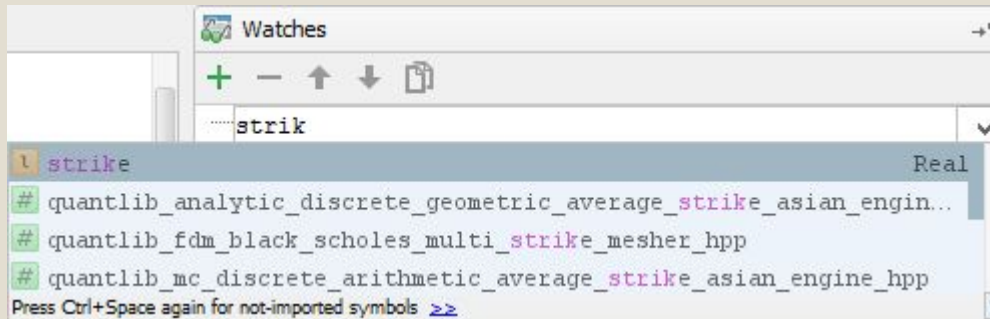 Watches
strik
l strike Real
# quantlib_analytic_discrete_geometric_average_strike_asian_engin...
# quantlib_fdm_black_scholes_multi_strike_mesher_hpp
# quantlib_mc_discrete_arithmetic_average_strike_asian_engine_hpp
Press Ctrl+Space again for not-imported symbols >>